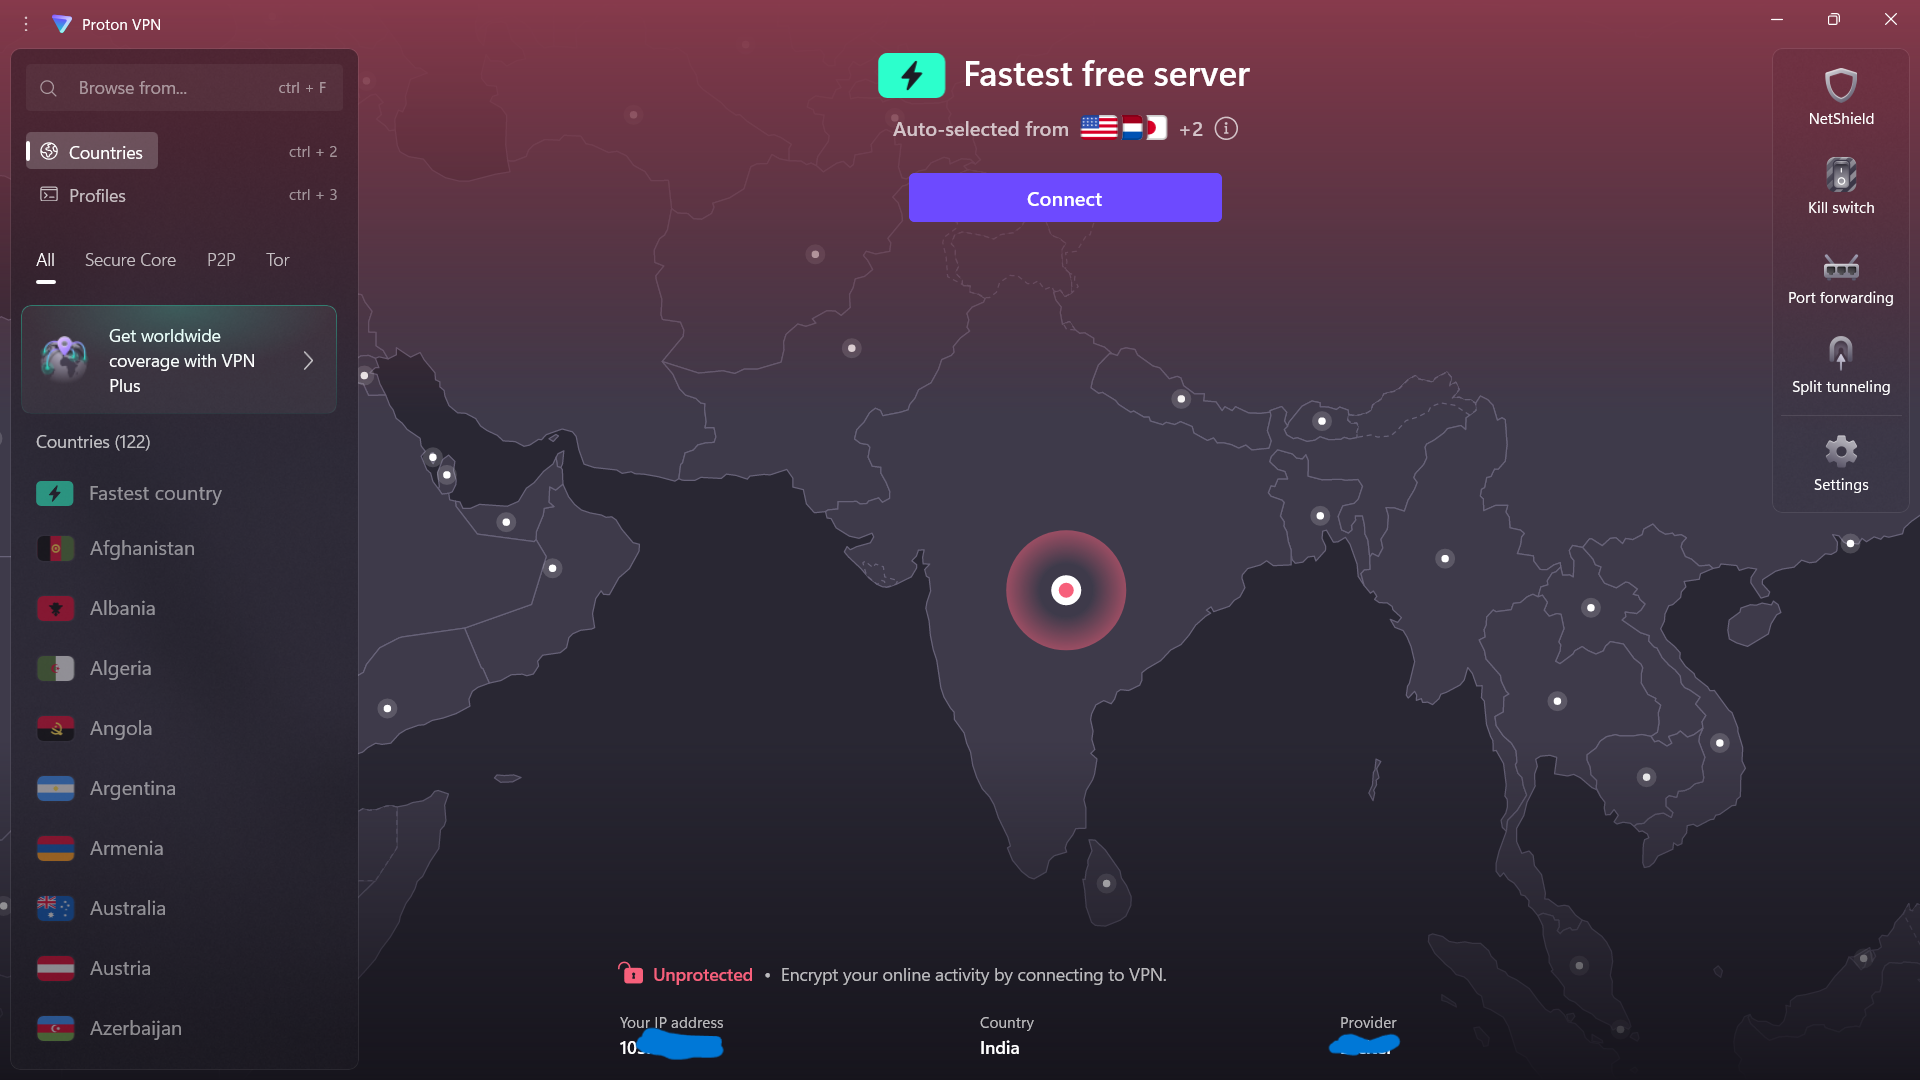 Proton VPN
Browse from...
ctrl + F
Countries
ctrl + 2
Profiles
ctrl + 3
All
Secure Core
P2P
Tor
Get worldwide
coverage with VPN
Plus
Countries (122)
Fastest country
Afghanistan
Albania
Algeria
Angola
Argentina
Armenia
Australia
Austria
Azerbaijan
Fastest free server
Auto-selected from
+2
Connect
NetShield
Kill switch
Port forwarding
Split tunneling
Settings
Unprotected • Encrypt your online activity by connecting to VPN.
Your IP address
Country
India
Provider